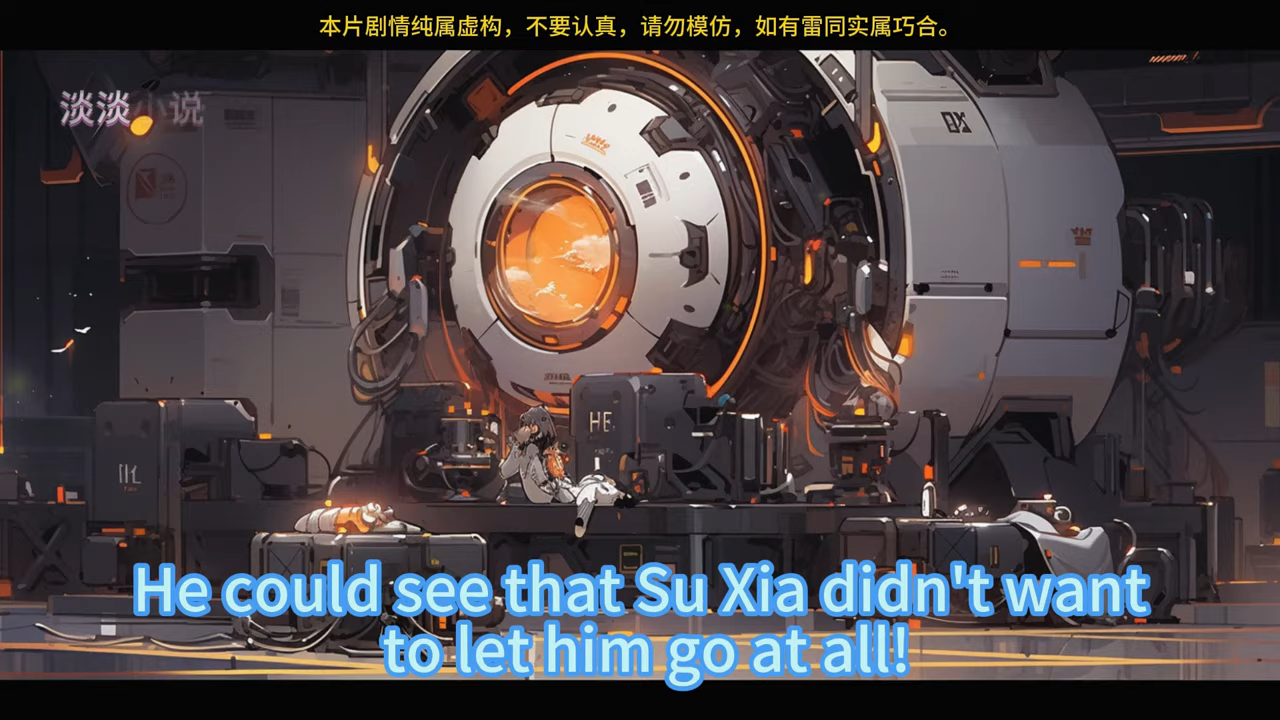 本片剧情纯属虚构，不要认真，请勿模仿，如有雷同实属巧合。
淡淡小说
HE
He could see that Su Xia didn't want
to let him go at all!